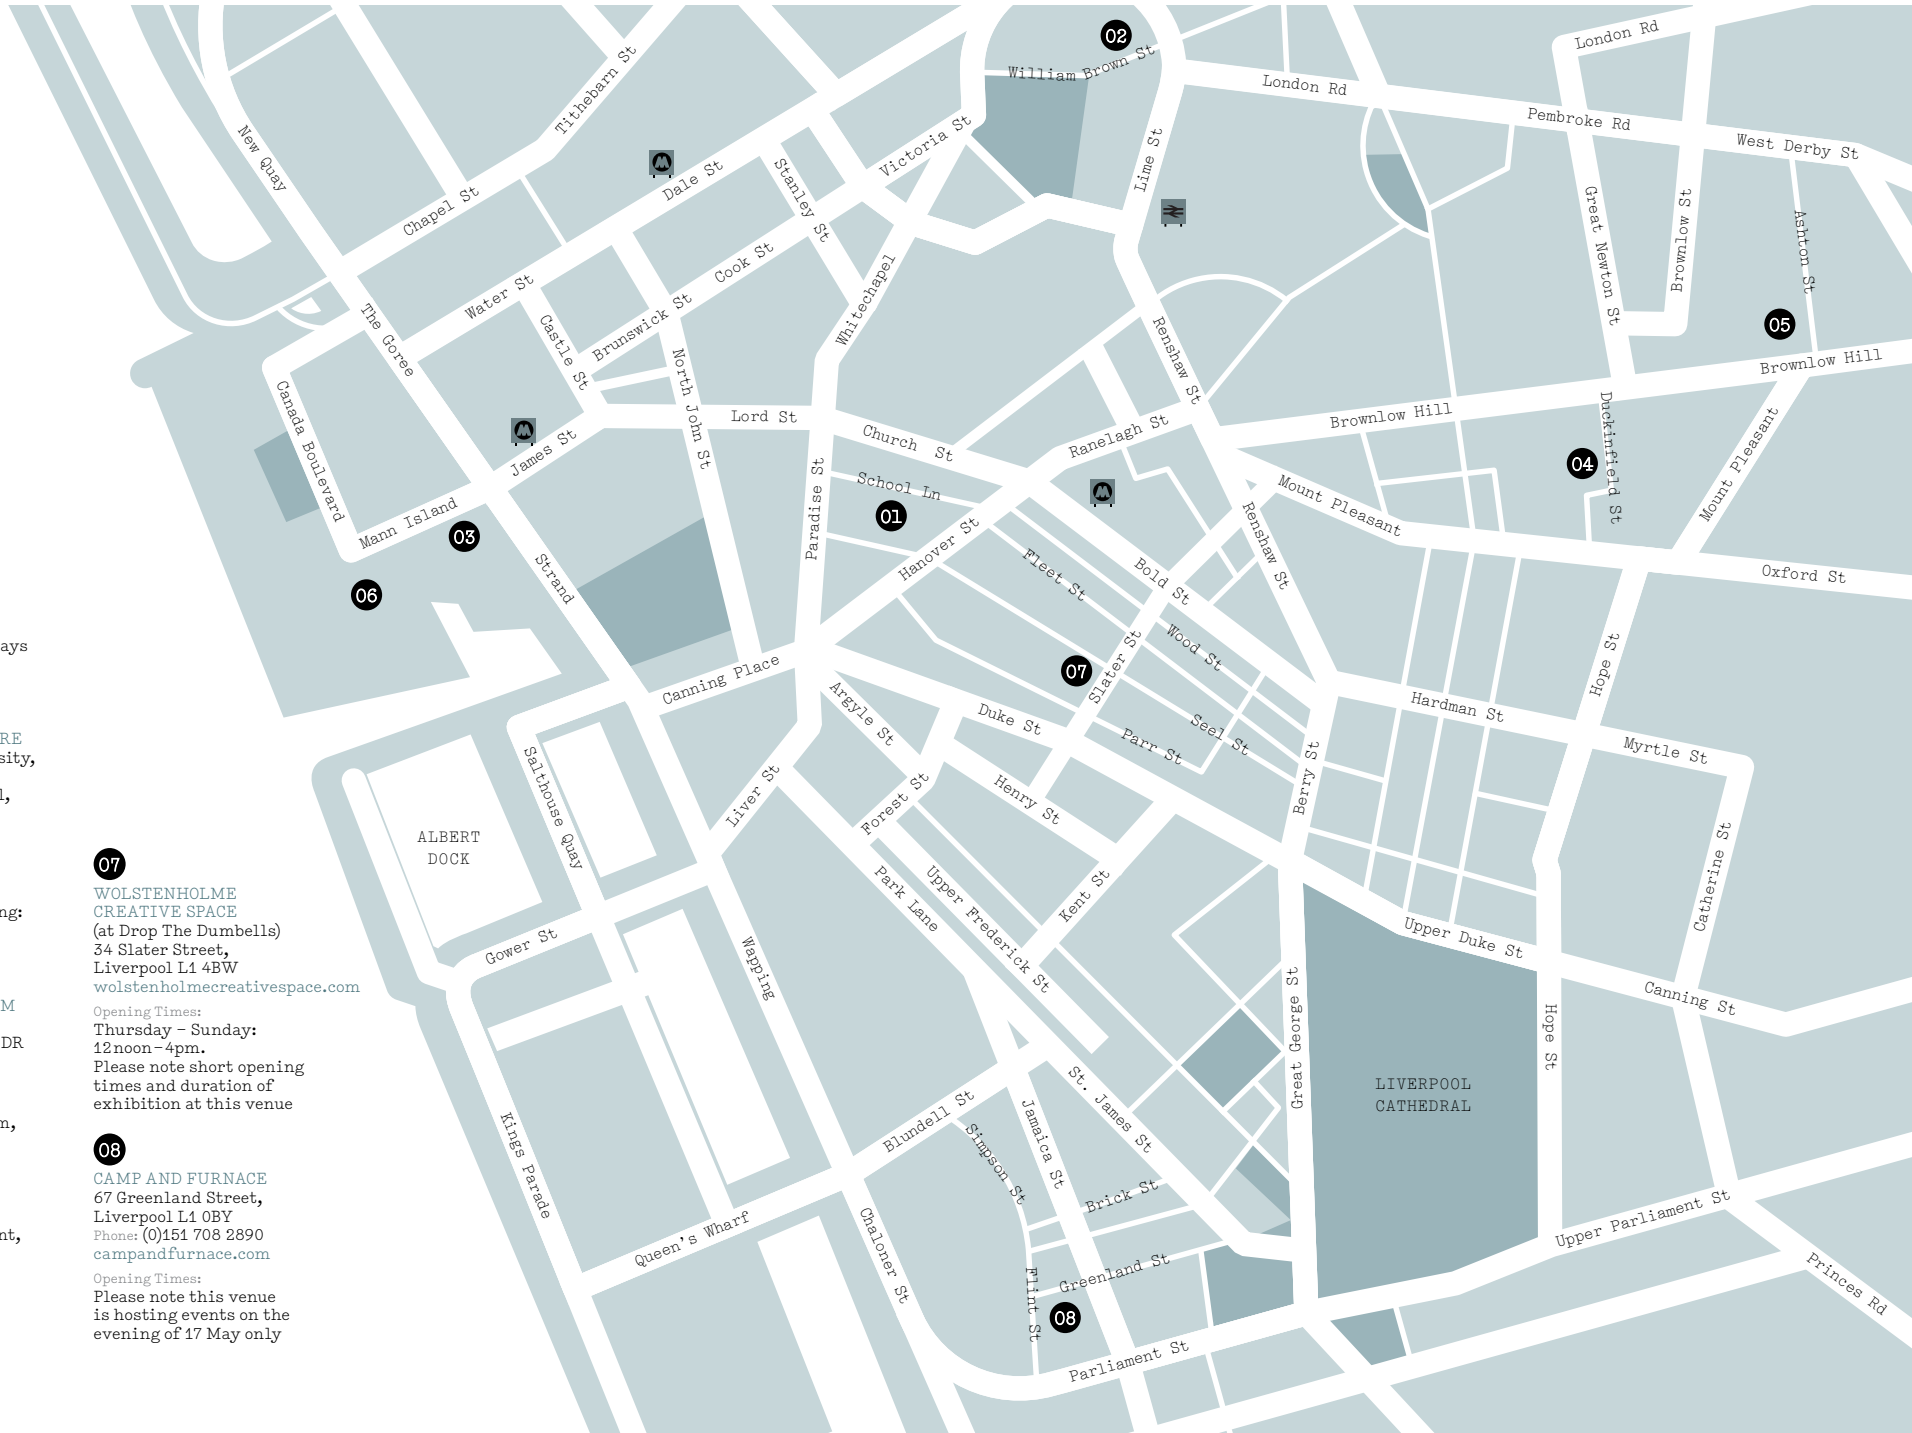 ays
RE
sity,
l,
ng:
M
DR
m,
nt,
07
WOLSTENHOLME
CREATIVE SPACE
(at Drop The Dumbells)
34 Slater Street,
Liverpool L1 4BW
wolstenholmecreativespace.com
Opening Times:
Thursday – Sunday:
12noon–4pm.
Please note short opening
times and duration of
exhibition at this venue
08
CAMP AND FURNACE
67 Greenland Street,
Liverpool L1 0BY
Phone: (0)151 708 2890
campandfurnace.com
Opening Times:
Please note this venue
is hosting events on the
evening of 17 May only
02
William Brown St
London Rd
London Rd
Pembroke Rd
West Derby St
Tithebarn St
New Quay
Chapel St
Dale St
Stanley St
Victoria St
Lime St
Great Newton St
Brownlow St
Ashton St
05
Brownlow Hill
Water St
Cook St
Whitechapel
The Goree
Castle St
Brunswick St
North John St
Renshaw St
Canada Boulevard
James St
Lord St
Church St
Ranelagh St
Brownlow Hill
Duckinfield St
04
Mount Pleasant
Mann Island
03
06
Paradise St
School Ln
01
Hanover St
Mount Pleasant
Renshaw St
Oxford St
Strand
Fleet St
Bold St
Wood St
Slater St
07
Canning Place
Argyle St
Duke St
Parr St
Seel St
Hope St
Hardman St
Myrtle St
Berry St
Salthouse Quay
Liver St
Forest St
Henry St
ALBERT
DOCK
Park Lane
Upper Frederick St
Kent St
Catherine St
Upper Duke St
Gower St
Wapping
Great George St
Hope St
Canning St
LIVERPOOL
CATHEDRAL
St. James St
Kings Parade
Blundell St
Simpson St
Jamaica St
Brick St
Queen's Wharf
Chaloner St
Flint St
Greenland St
08
Parliament St
Upper Parliament St
Princes Rd